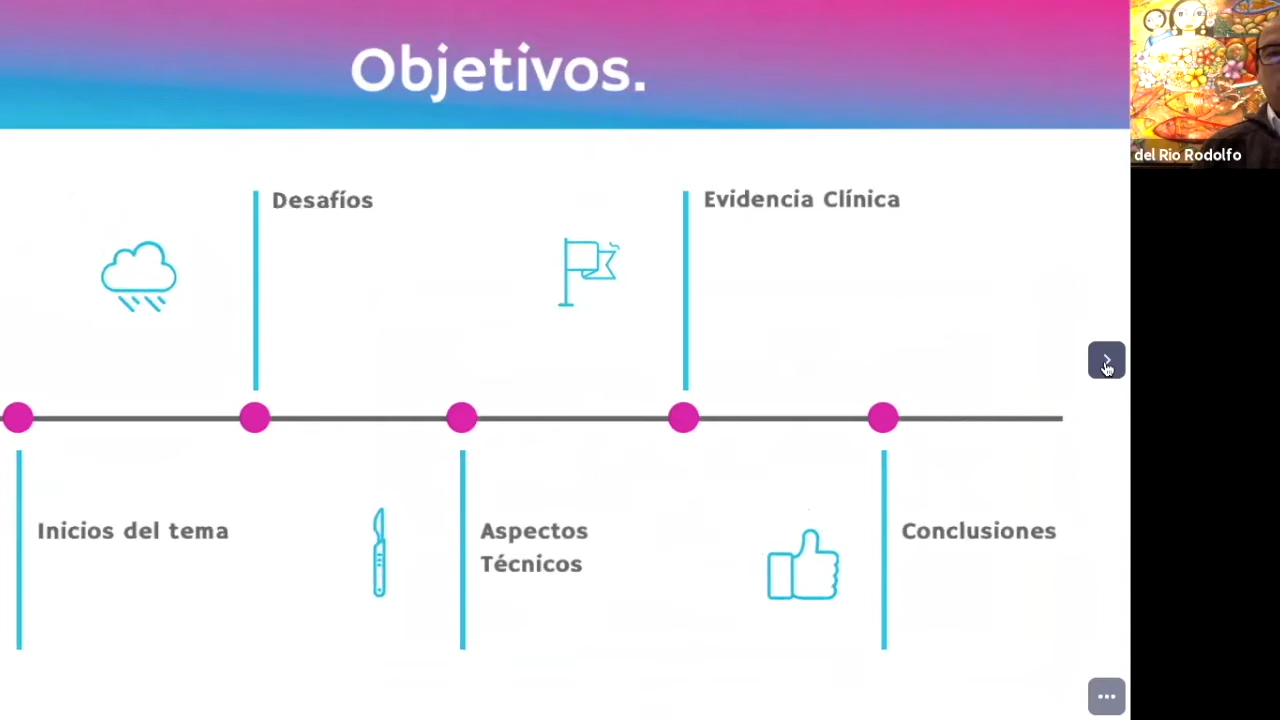 Objetivos.
del Rio Rodolfo
Desafíos
Evidencia Clínica
Inicios del tema
Aspectos
Técnicos
Conclusiones